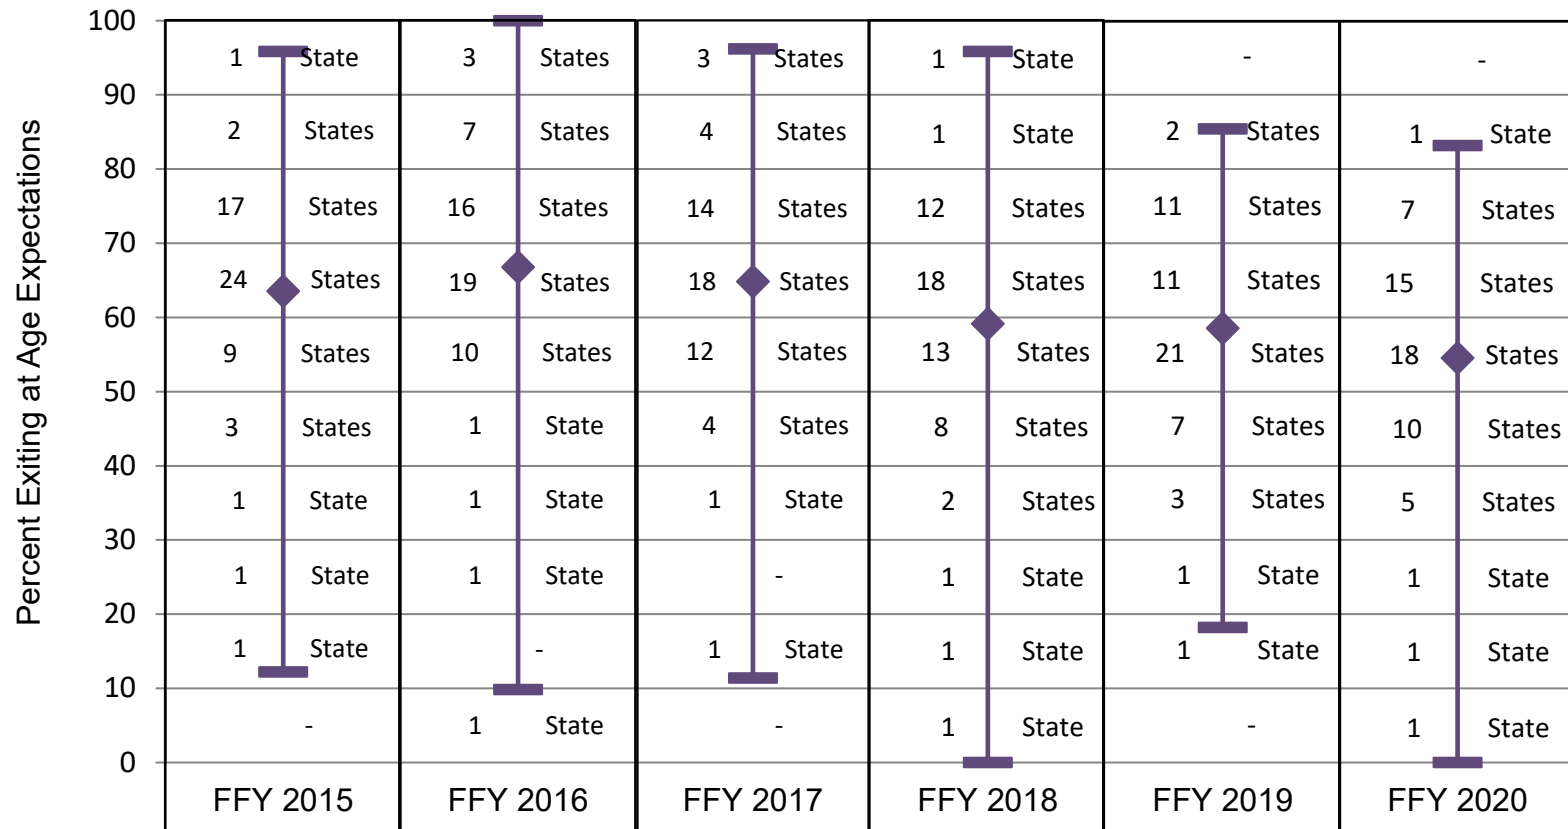 Percent Exiting at Age Expectations
100
1 State 3 States 3 States 1 State - -
90
2 States 7 States 4 States 1 State 2 States 1 State
80
17 States 16 States 14 States 12 States 11 States 7 States
70
24 States 19 States 18 States 18 States 11 States 15 States
60
9 States 10 States 12 States 13 States 21 States 18 States
50
3 States 1 State 4 States 8 States 7 States 10 States
40
1 State 1 State 1 State 2 States 3 States 5 States
30
1 State 1 State - 1 State 1 State 1 State
20
1 State - 1 State 1 State 1 State 1 State
10
- 1 State - 1 State - 1 State
0
FFY 2015 FFY 2016 FFY 2017 FFY 2018 FFY 2019 FFY 2020